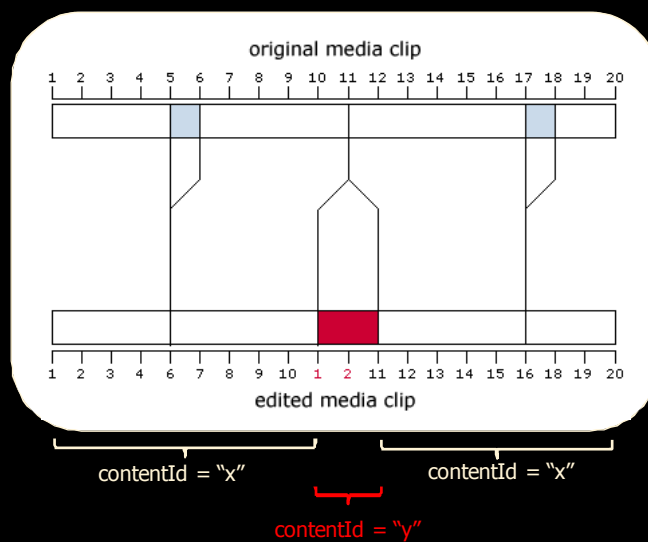 original media clip
1 2 3 4 5 6 7 8 9 10 11 12 13 14 15 16 17 18 19 20
1 2 3 4 6 7 8 9 10 1 2 11 12 13 14 15 16 18 19 20
edited media clip
contentId = “x”
contentId = “x”
contentId = “y”